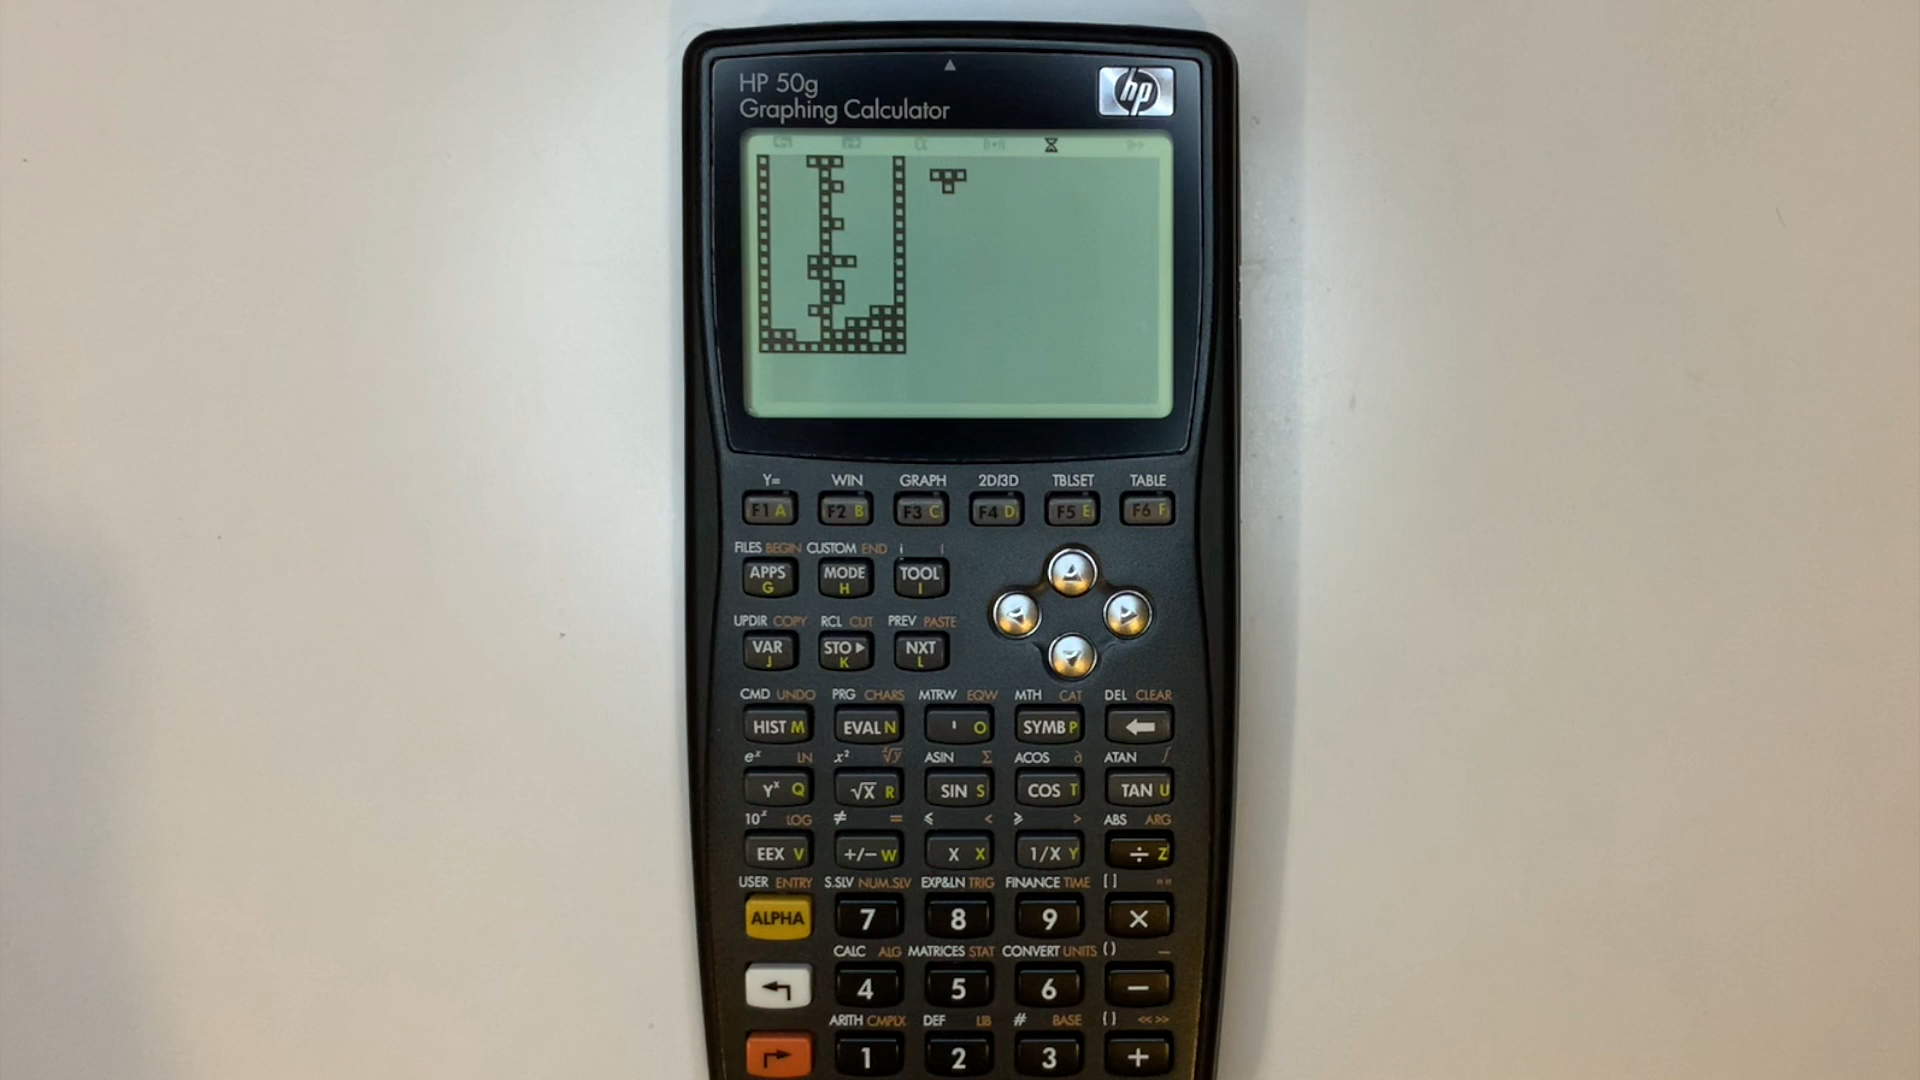 HP 50g
Graphing Calculator
hp
Y= WIN GRAPH 2D/3D TBLSET TABLE
F1 A F2 B F3 C F4 D F5 E F6 F
FILES BEGIN CUSTOM END i |
APPS G MODE H TOOL I
UPDIR COPY RCL CUT PREV PASTE
VAR J STO▶ K NXT L
CMD UNDO PRG CHARS MTRW EQW MTH CAT DEL CLEAR
HIST M EVAL N ' O SYMB P ←
eˣ LN x² ˣ√y ASIN Σ ACOS ∂ ATAN ∫
Yˣ Q √X R SIN S COS T TAN U
10ˣ LOG ≠ = ≤ < ≥ > ABS ARG
EEX V +/− W X X 1/X Y ÷ Z
USER ENTRY S.SLV NUM.SLV EXP&LN TRIG FINANCE TIME [ ] " "
ALPHA 7 8 9 ×
CALC ALG MATRICES STAT CONVERT UNITS ( ) _
4 5 6 −
ARITH CMPLX DEF LIB # BASE { } << >>
1 2 3 +